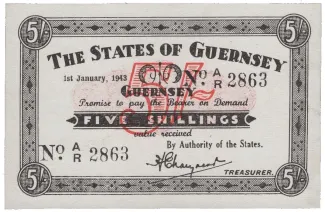 5/-
5/-
THE STATES OF GUERNSEY
5/-
1st January, 1943
No. A/R 2863
GUERNSEY
Promise to pay the Bearer on Demand
FIVE SHILLINGS
value received
By Authority of the States.
No. A/R 2863
TREASURER.
5/-
5/-